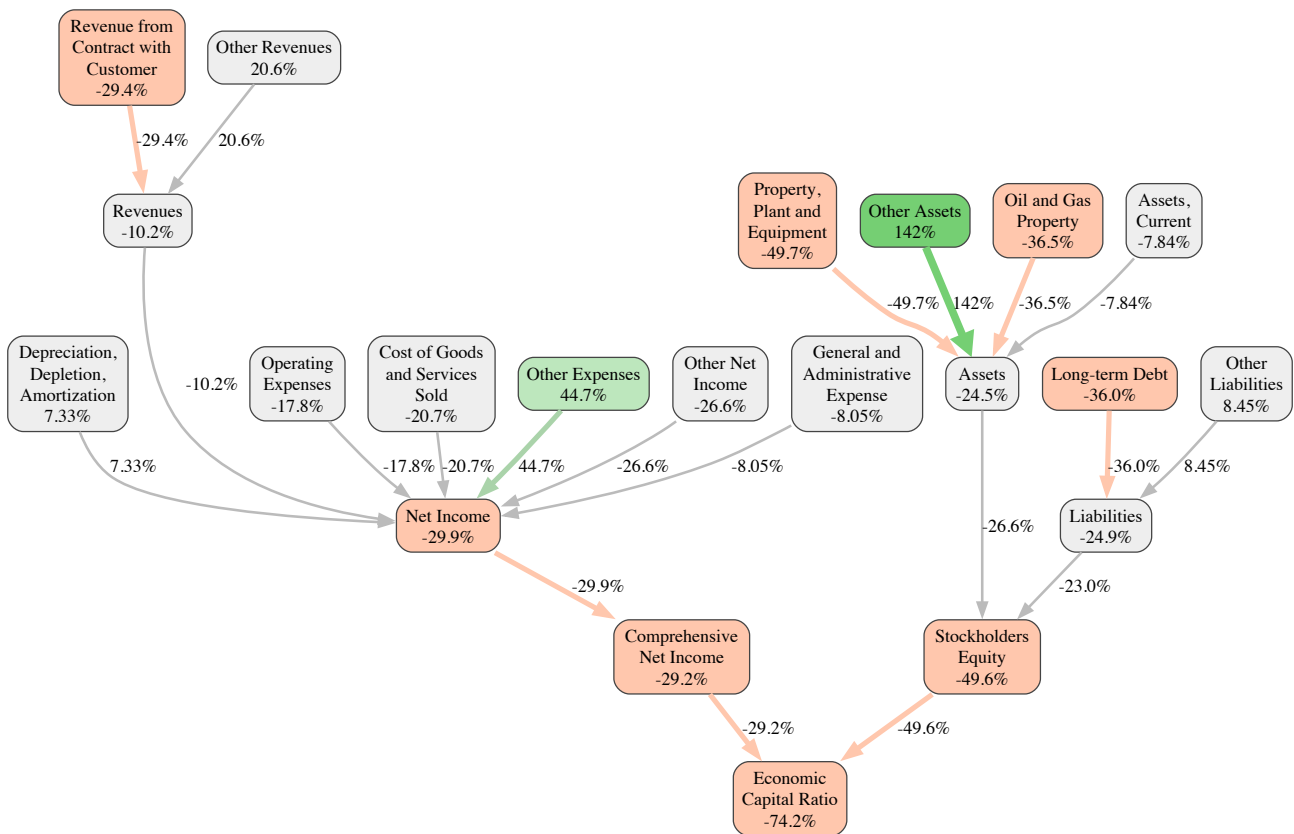 Revenue from
Contract with
Customer
-29.4%
Other Revenues
20.6%
-29.4%
20.6%
Revenues
-10.2%
Property,
Plant and
Equipment
-49.7%
Other Assets
142%
Oil and Gas
Property
-36.5%
Assets,
Current
-7.84%
-49.7%
142%
-36.5%
-7.84%
Depreciation,
Depletion,
Amortization
7.33%
-10.2%
Operating
Expenses
-17.8%
Cost of Goods
and Services
Sold
-20.7%
Other Expenses
44.7%
Other Net
Income
-26.6%
General and
Administrative
Expense
-8.05%
Assets
-24.5%
Long-term Debt
-36.0%
Other
Liabilities
8.45%
7.33%
-17.8%
-20.7%
44.7%
-26.6%
-8.05%
-36.0%
8.45%
Net Income
-29.9%
-26.6%
Liabilities
-24.9%
-29.9%
-23.0%
Comprehensive
Net Income
-29.2%
Stockholders
Equity
-49.6%
-29.2%
-49.6%
Economic
Capital Ratio
-74.2%